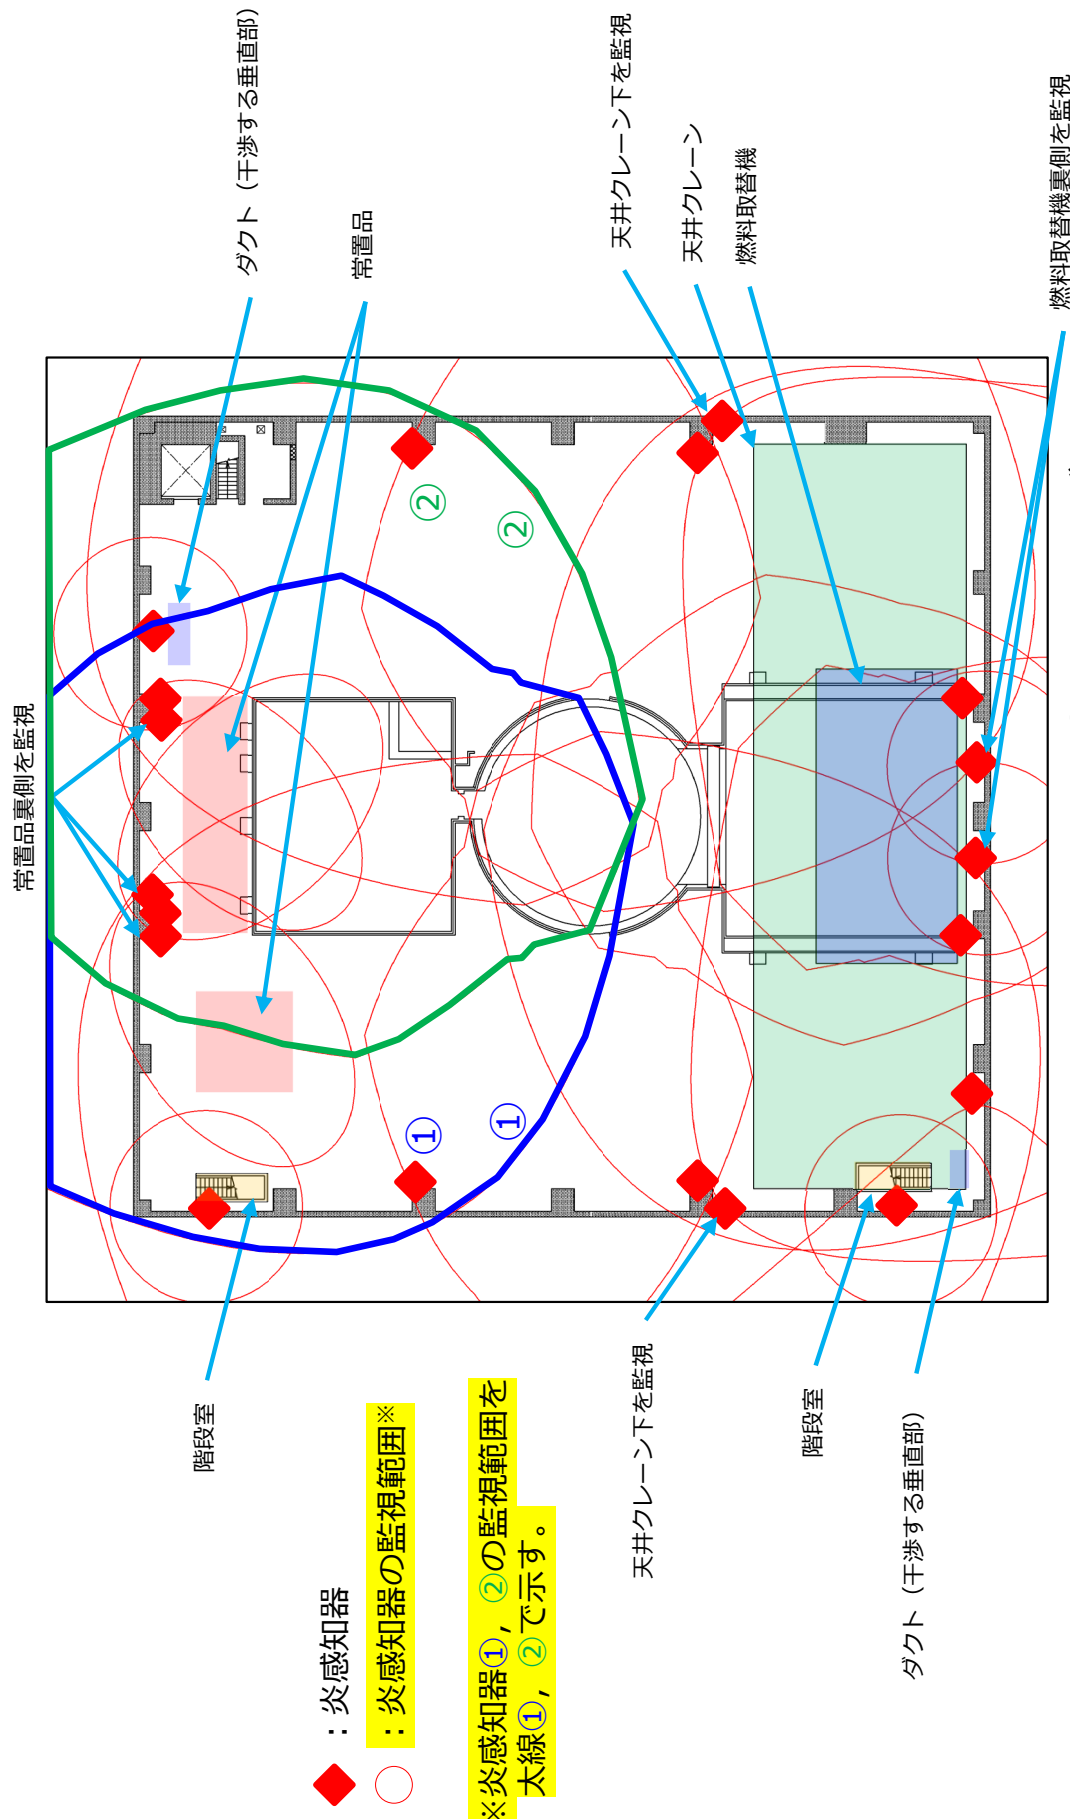 常置品裏側を監視
ダクト（干渉する垂直部）
常置品
天井クレーン下を監視
天井クレーン
燃料取替機
燃料取替機裏側を監視
②
②
①
①
階段室
天井クレーン下を監視
階段室
ダクト（干渉する垂直部）
：炎感知器
：炎感知器の監視範囲※
※炎感知器①，②の監視範囲を
太線①，②で示す。